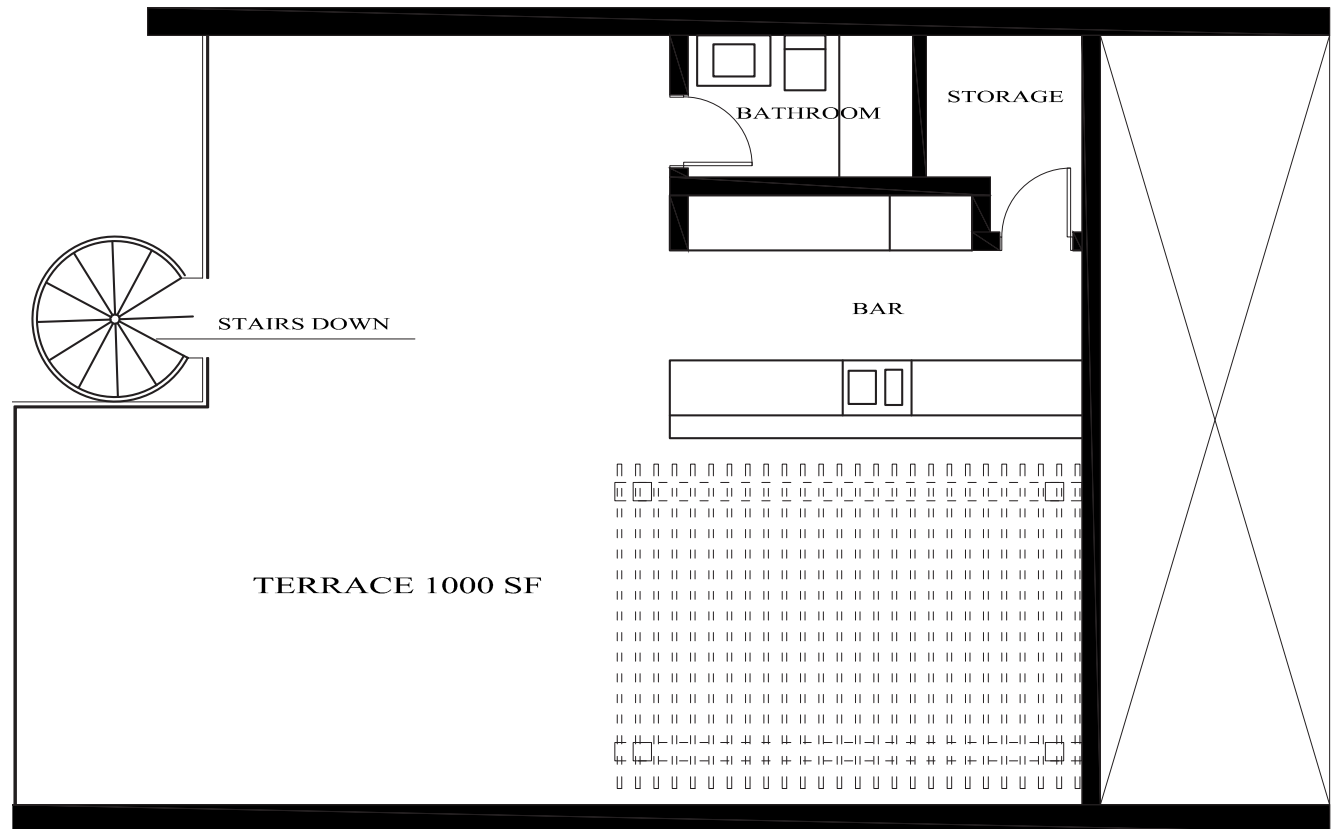 STORAGE
BATHROOM
BAR
STAIRS DOWN
TERRACE 1000 SF